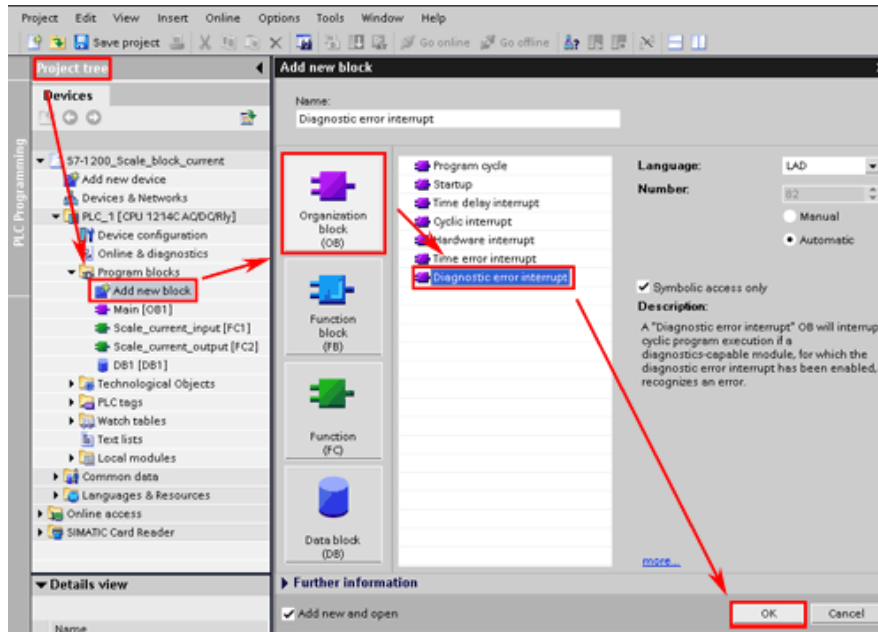 Project Edit View Insert Online Options Tools Window Help
Save project Go online Go offline
PLC Programming
Project tree
Devices
S7-1200_Scale_block_current
Add new device
Devices & Networks
PLC_1 [CPU 1214C AC/DC/Rly]
Device configuration
Online & diagnostics
Program blocks
Add new block
Main [OB1]
Scale_current_input [FC1]
Scale_current_output [FC2]
DB1 [DB1]
Technological Objects
PLC tags
Watch tables
Text lists
Local modules
Common data
Languages & Resources
Online access
SIMATIC Card Reader
Details view
Name
Add new block
Name:
Diagnostic error interrupt
Organization
block
(OB)
Function
block
(FB)
Function
(FC)
Data block
(DB)
Program cycle
Startup
Time delay interrupt
Cyclic interrupt
Hardware interrupt
Time error interrupt
Diagnostic error interrupt
Language: LAD
Number: 82
Manual
Automatic
Symbolic access only
Description:
A "Diagnostic error interrupt" OB will interrup
cyclic program execution if a
diagnostics-capable module, for which the
diagnostic error interrupt has been enabled,
recognizes an error.
more...
Further information
Add new and open
OK Cancel